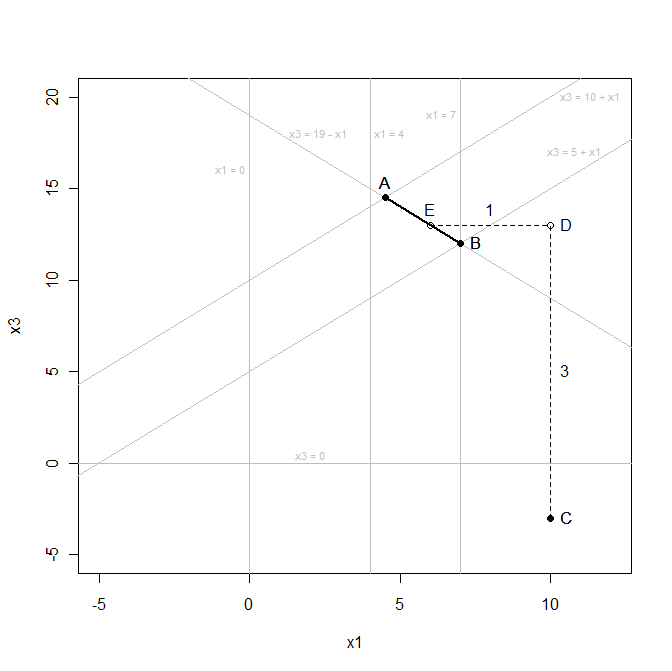 20
15
10
5
0
-5
x3
x3 = 10 + x1
x1 = 7
x3 = 19 - x1
x1 = 4
x3 = 5 + x1
x1 = 0
A
E
1
D
B
3
x3 = 0
C
-5
0
5
10
x1